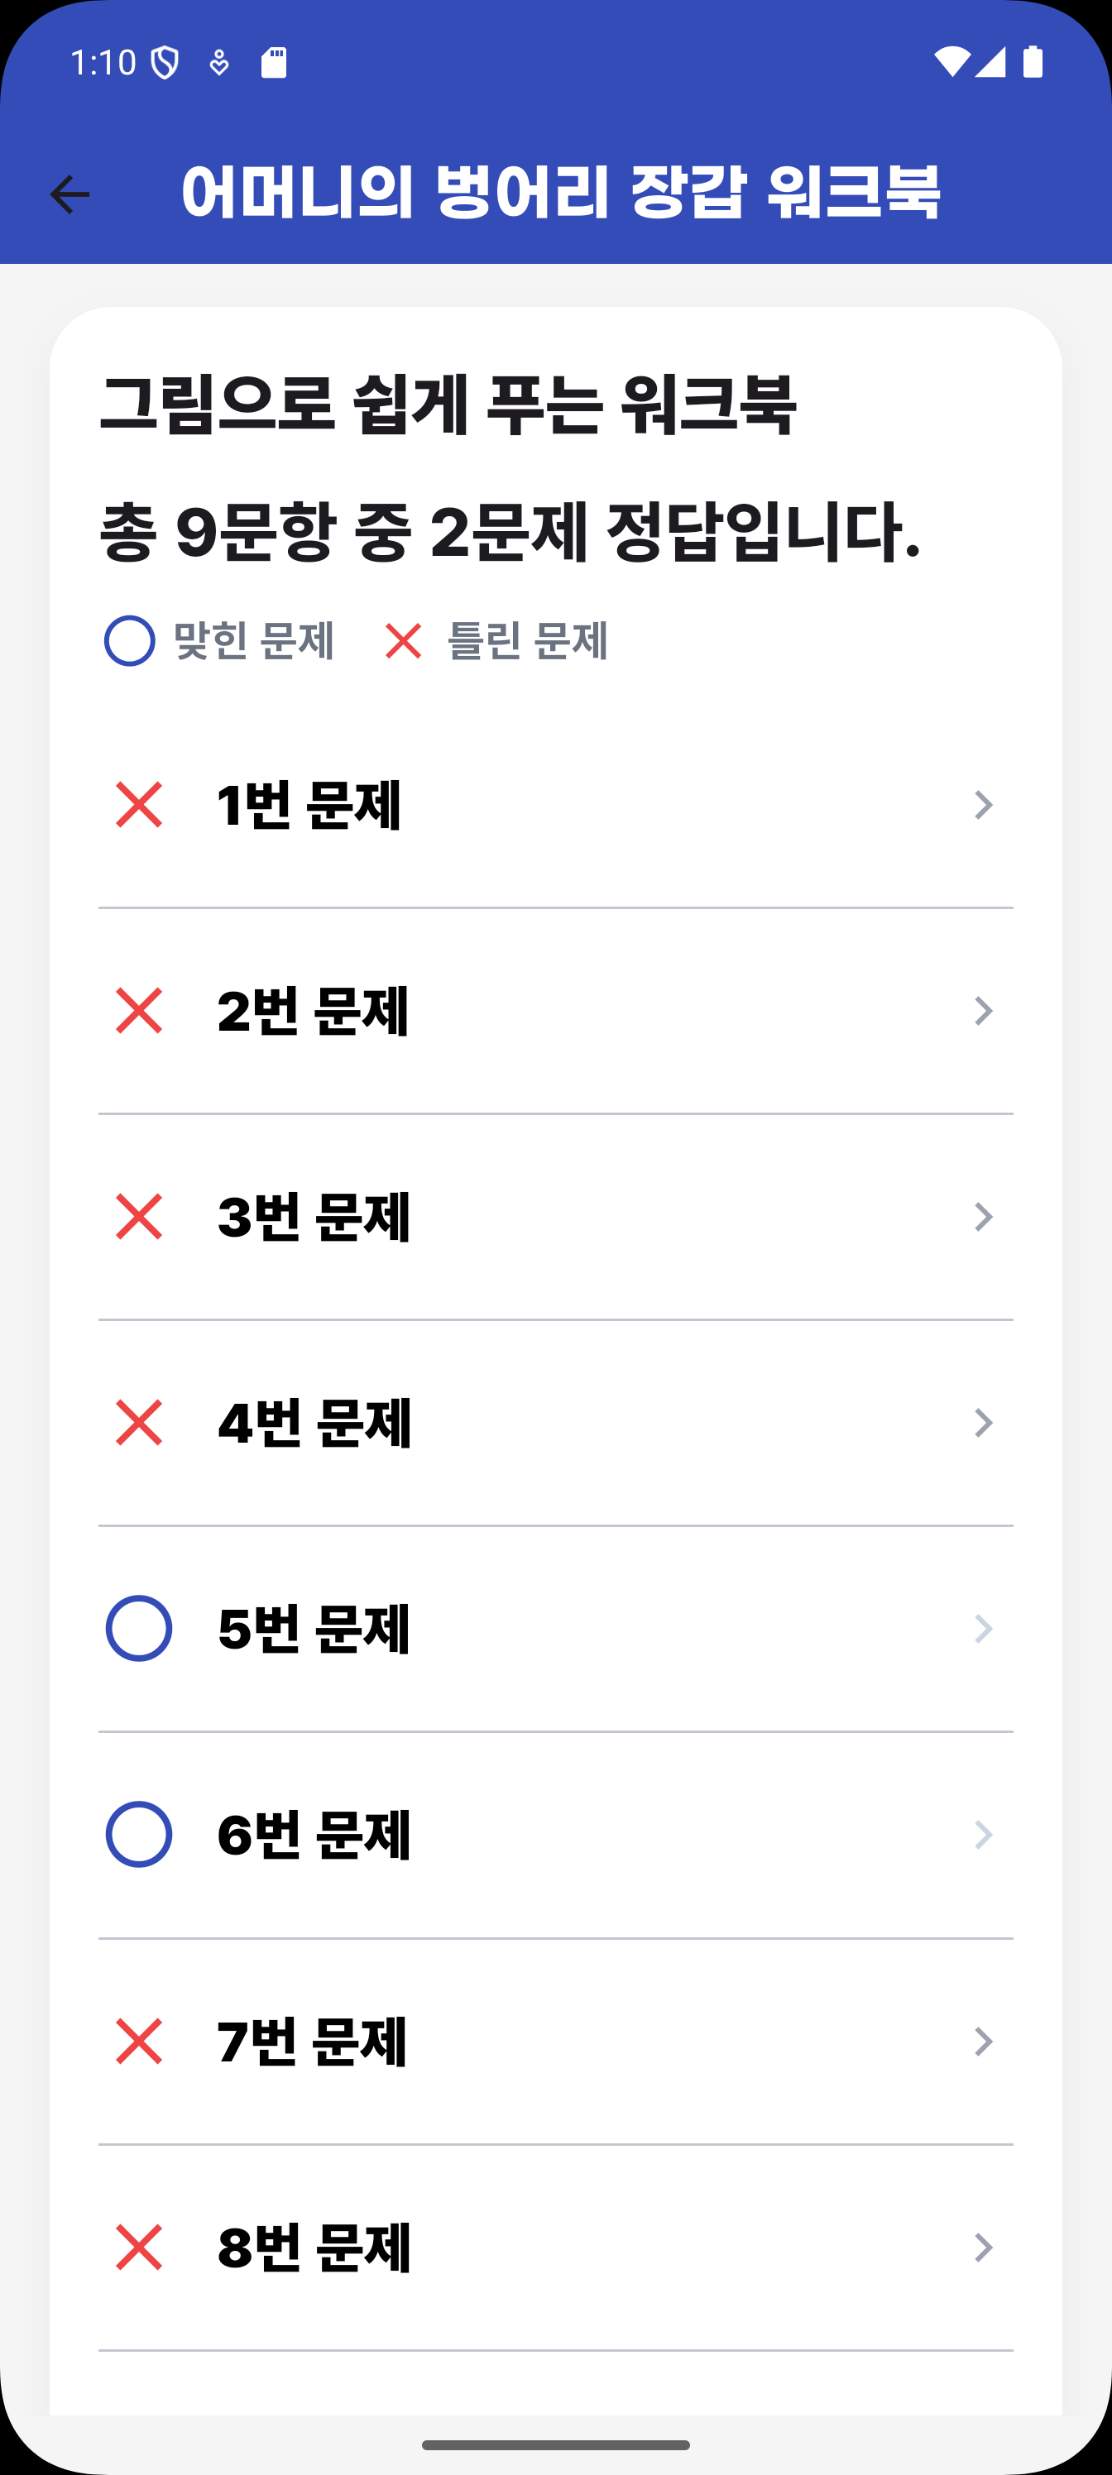 1:10
어머니의 벙어리 장갑 워크북
그림으로 쉽게 푸는 워크북
총 9문항 중 2문제 정답입니다.
맞힌 문제 틀린 문제
1번 문제
2번 문제
3번 문제
4번 문제
5번 문제
6번 문제
7번 문제
8번 문제